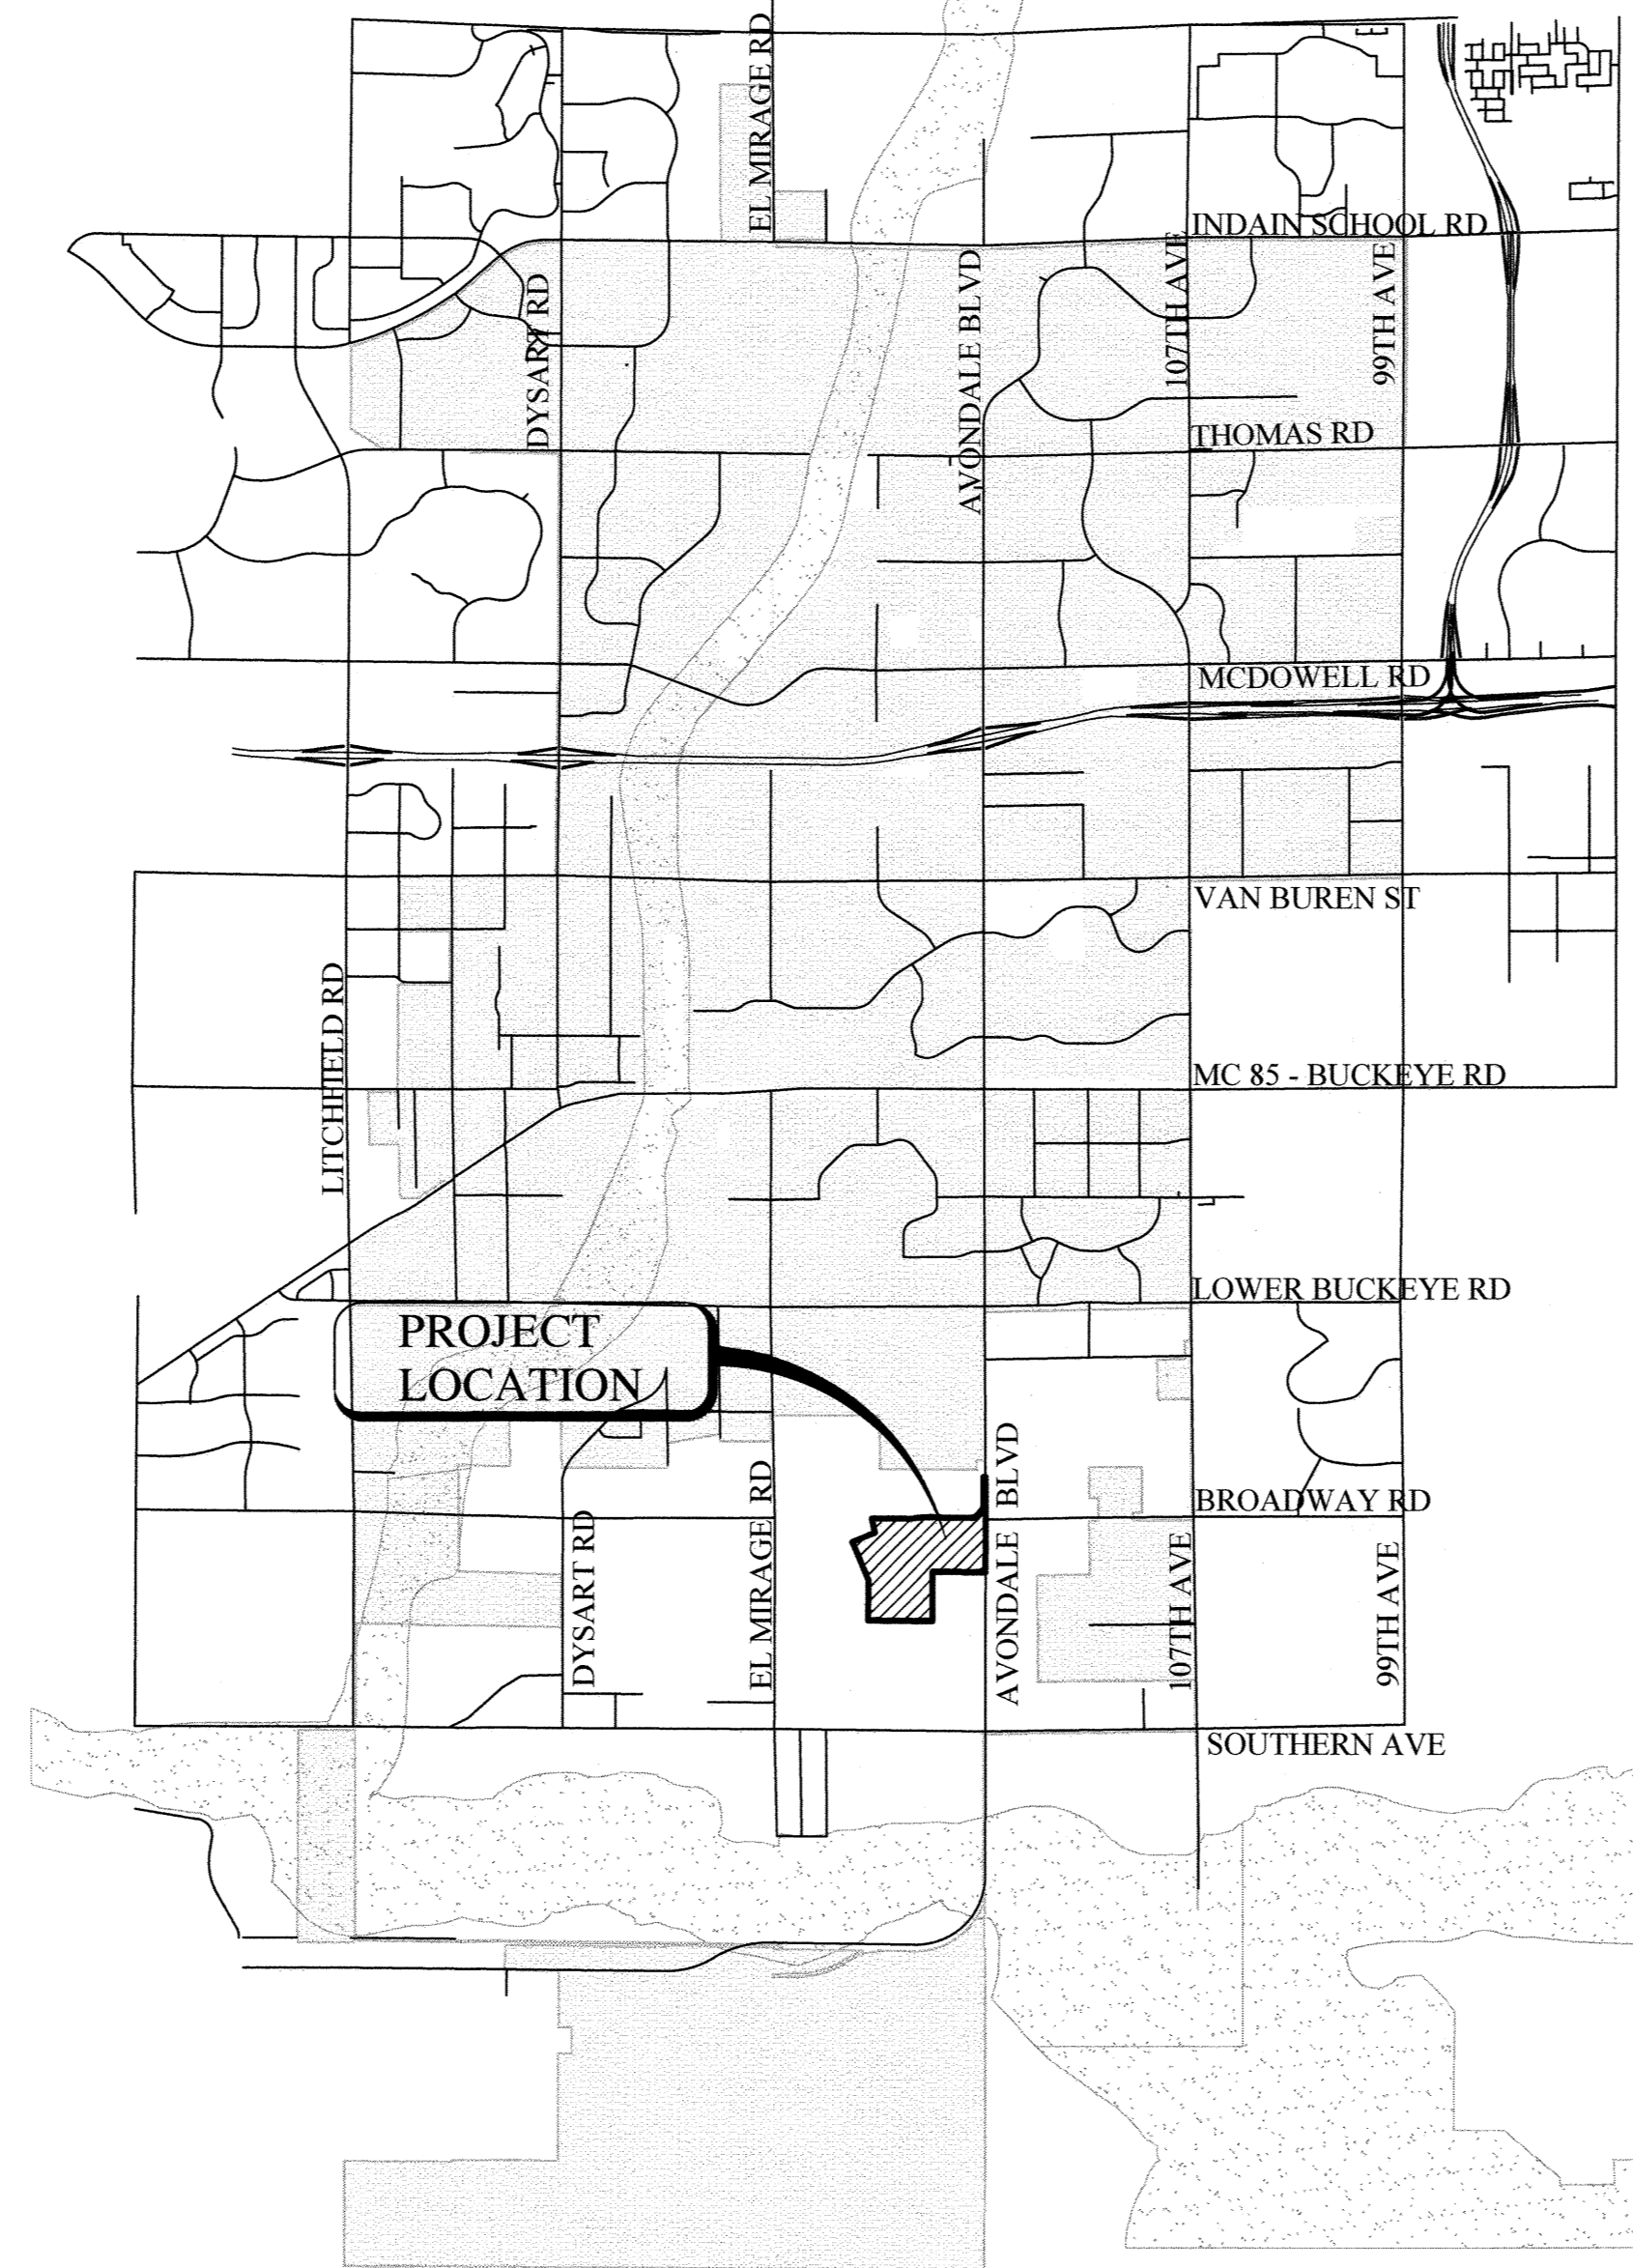 EL MIRAGE RD
INDAIN SCHOOL RD
DYSART RD
AVONDALE BLVD
107TH AVE
99TH AVE
THOMAS RD
MCDOWELL RD
VAN BUREN ST
LITCHFIELD RD
MC 85 - BUCKEYE RD
LOWER BUCKEYE RD
PROJECT
LOCATION
BROADWAY RD
DYSART RD
EL MIRAGE RD
AVONDALE BLVD
107TH AVE
99TH AVE
SOUTHERN AVE